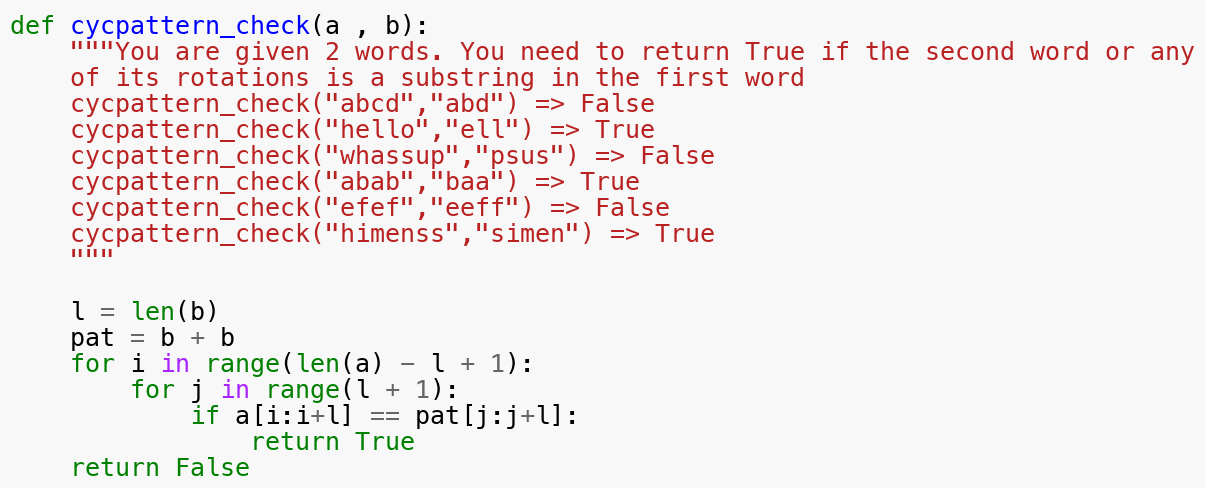 def cycpattern_check(a , b):
    """You are given 2 words. You need to return True if the second word or any
    of its rotations is a substring in the first word
    cycpattern_check("abcd","abd") => False
    cycpattern_check("hello","ell") => True
    cycpattern_check("whassup","psus") => False
    cycpattern_check("abab","baa") => True
    cycpattern_check("efef","eeff") => False
    cycpattern_check("himenss","simen") => True
    """

    l = len(b)
    pat = b + b
    for i in range(len(a) - l + 1):
        for j in range(l + 1):
            if a[i:i+l] == pat[j:j+l]:
                return True
    return False